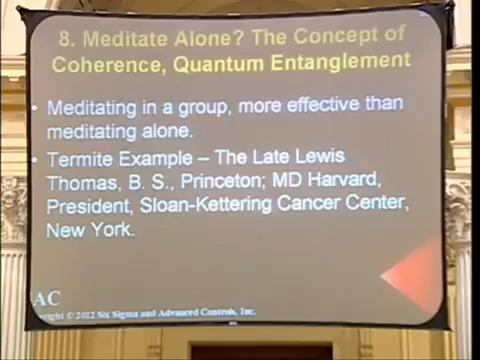 8. Meditate Alone? The Concept of
Coherence, Quantum Entanglement
• Meditating in a group, more effective than
meditating alone.
• Termite Example – The Late Lewis
Thomas, B. S., Princeton; MD Harvard,
President, Sloan-Kettering Cancer Center,
New York.
AC
yright © 2012 Six Sigma and Advanced Controls, Inc.